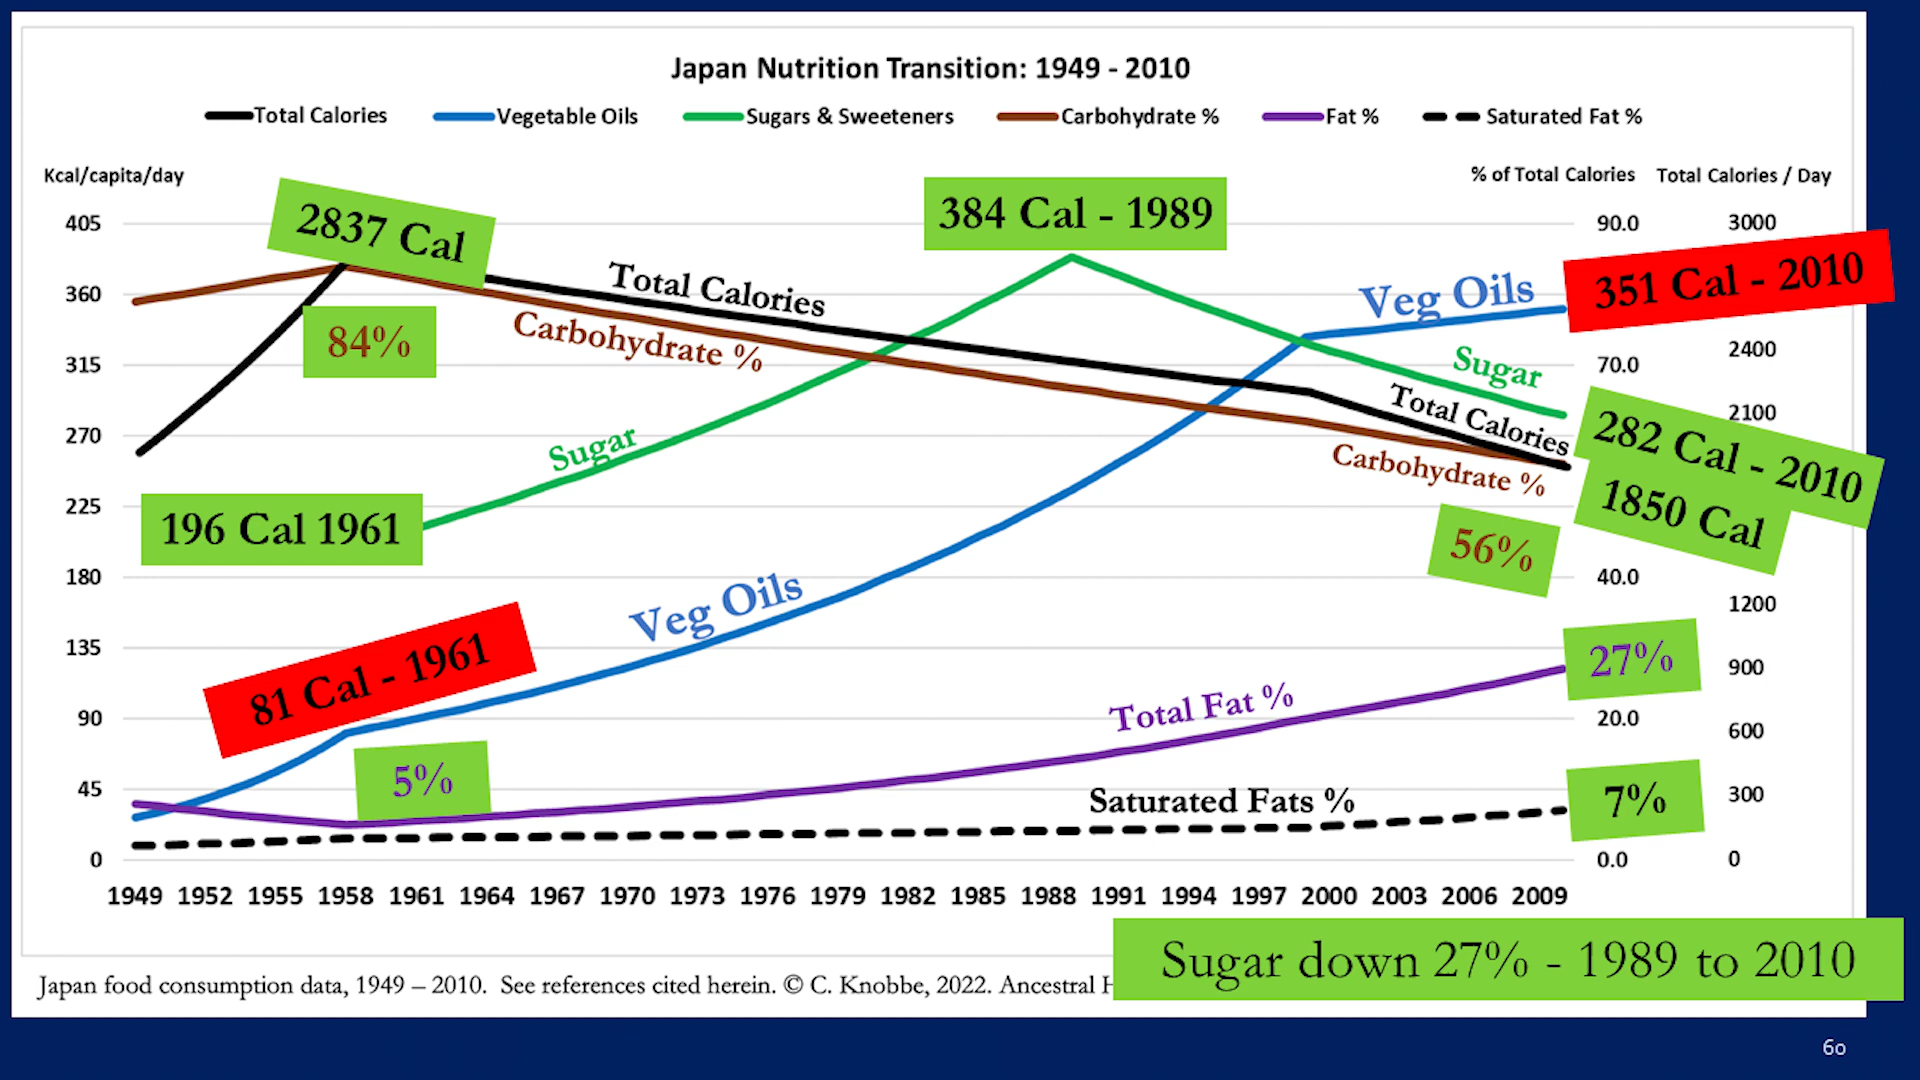 Japan Nutrition Transition: 1949 - 2010
Total Calories Vegetable Oils Sugars & Sweeteners Carbohydrate % Fat % Saturated Fat %
Kcal/capita/day % of Total Calories Total Calories / Day
405 90.0 3000
360
315 70.0 2400
270 2100
225
180 40.0 1200
135 900
90 20.0 600
45 300
0 0.0 0
2837 Cal
84%
384 Cal - 1989
351 Cal - 2010
Total Calories
Carbohydrate %
Veg Oils
Sugar
Total Calories
Carbohydrate %
282 Cal - 2010
1850 Cal
56%
Sugar
196 Cal 1961
Veg Oils
81 Cal - 1961
5%
Total Fat %
27%
Saturated Fats %
7%
1949 1952 1955 1958 1961 1964 1967 1970 1973 1976 1979 1982 1985 1988 1991 1994 1997 2000 2003 2006 2009
Sugar down 27% - 1989 to 2010
Japan food consumption data, 1949 – 2010. See references cited herein. © C. Knobbe, 2022. Ancestral
60